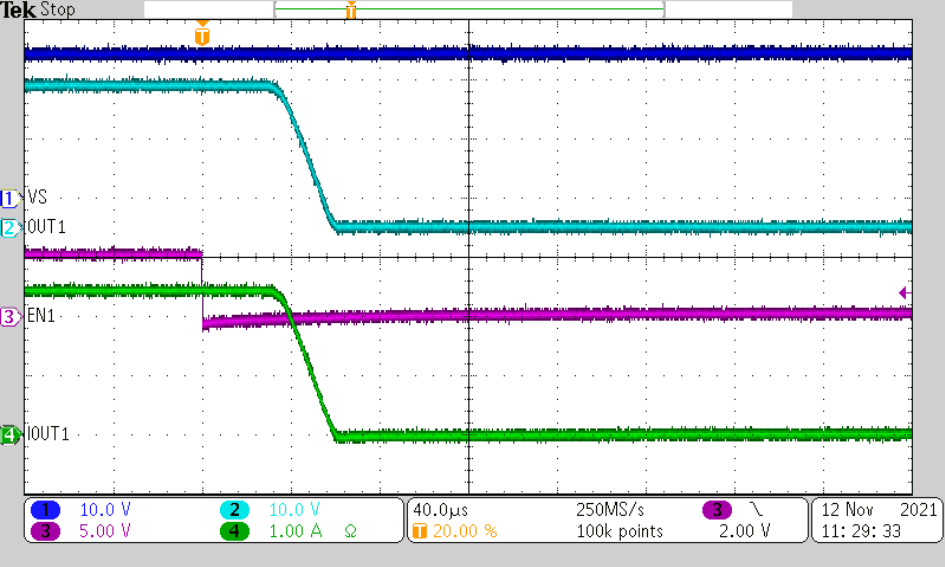 Tek Stop
T
T
1 VS
2 OUT1
3 EN1
4 IOUT1
1 10.0 V 2 10.0 V 40.0µs 250MS/s 3 12 Nov 2021
3 5.00 V 4 1.00 A Ω T 20.00 % 100k points 2.00 V 11:29:33